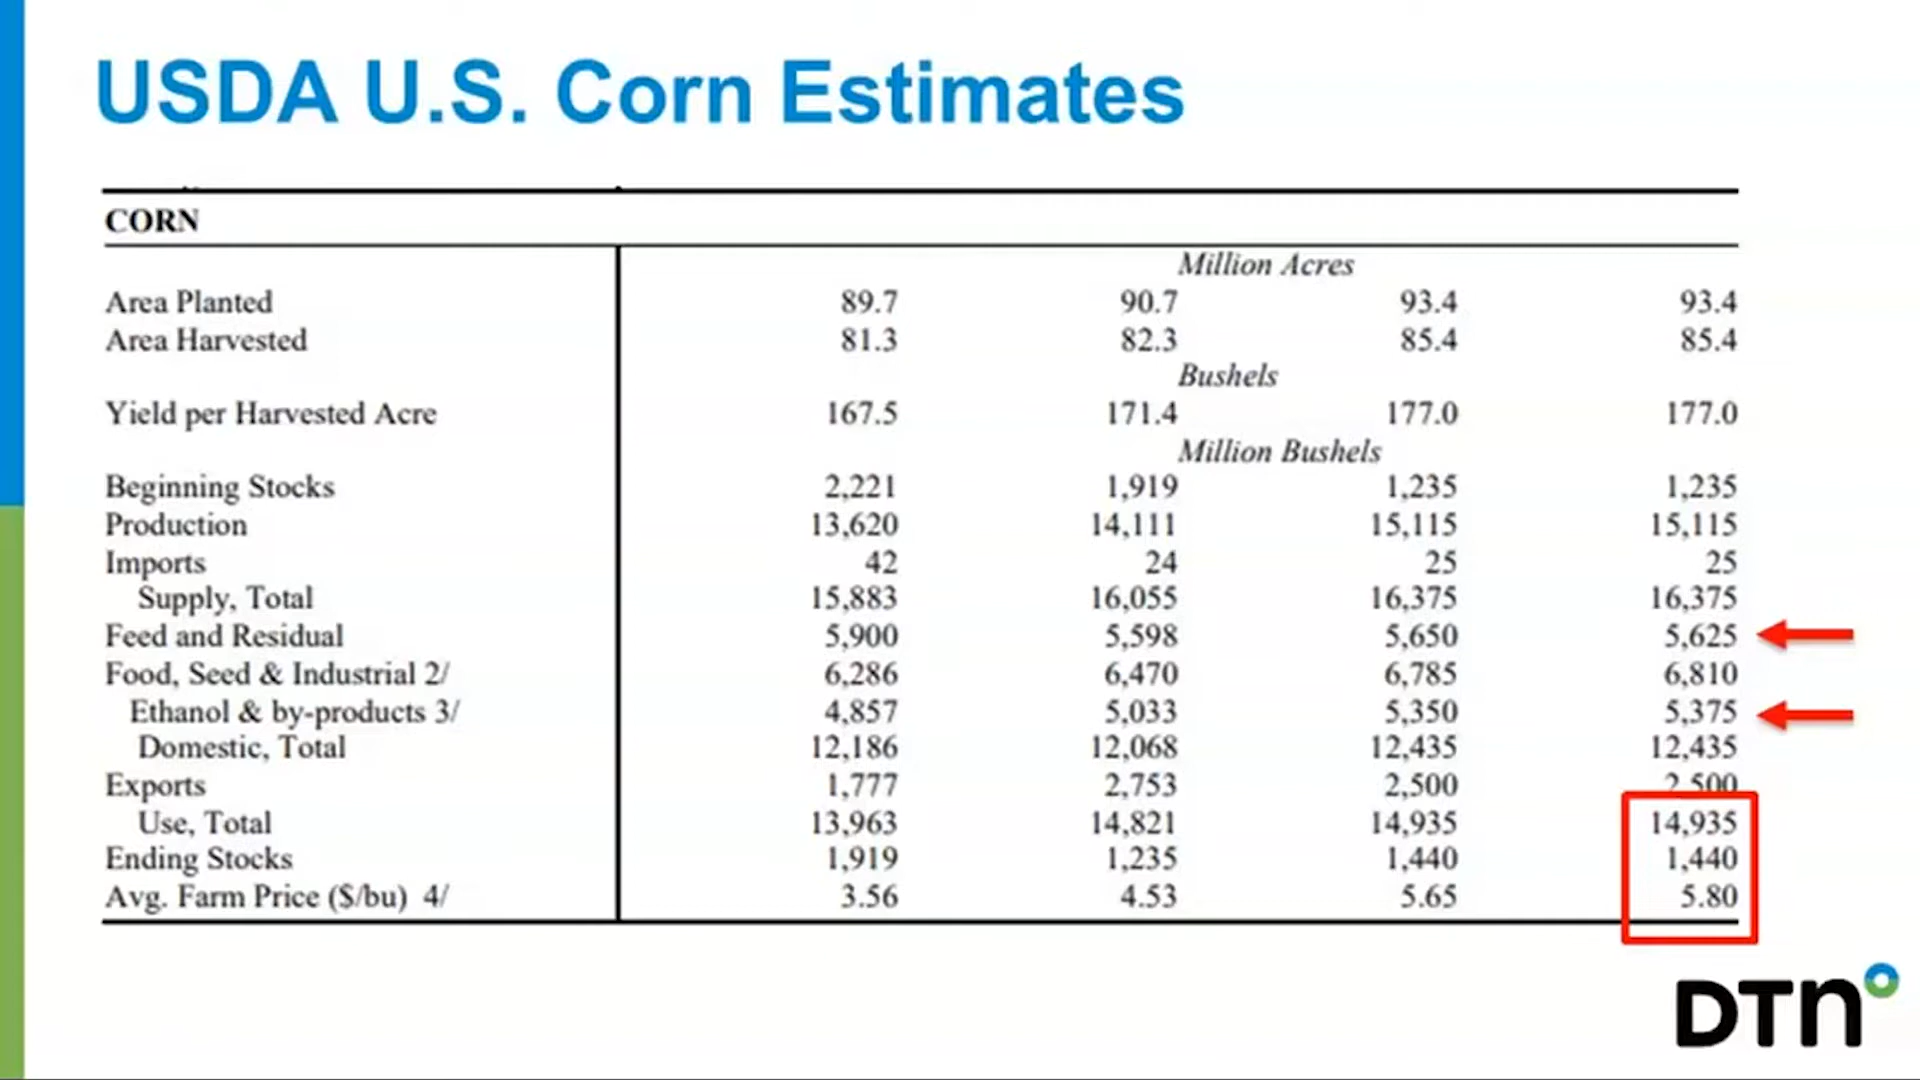 USDA U.S. Corn Estimates
CORN
Million Acres
Area Planted 89.7 90.7 93.4 93.4
Area Harvested 81.3 82.3 85.4 85.4
Bushels
Yield per Harvested Acre 167.5 171.4 177.0 177.0
Million Bushels
Beginning Stocks 2,221 1,919 1,235 1,235
Production 13,620 14,111 15,115 15,115
Imports 42 24 25 25
Supply, Total 15,883 16,055 16,375 16,375
Feed and Residual 5,900 5,598 5,650 5,625
Food, Seed & Industrial 2/ 6,286 6,470 6,785 6,810
Ethanol & by-products 3/ 4,857 5,033 5,350 5,375
Domestic, Total 12,186 12,068 12,435 12,435
Exports 1,777 2,753 2,500 2,500
Use, Total 13,963 14,821 14,935 14,935
Ending Stocks 1,919 1,235 1,440 1,440
Avg. Farm Price ($/bu) 4/ 3.56 4.53 5.65 5.80
DTN